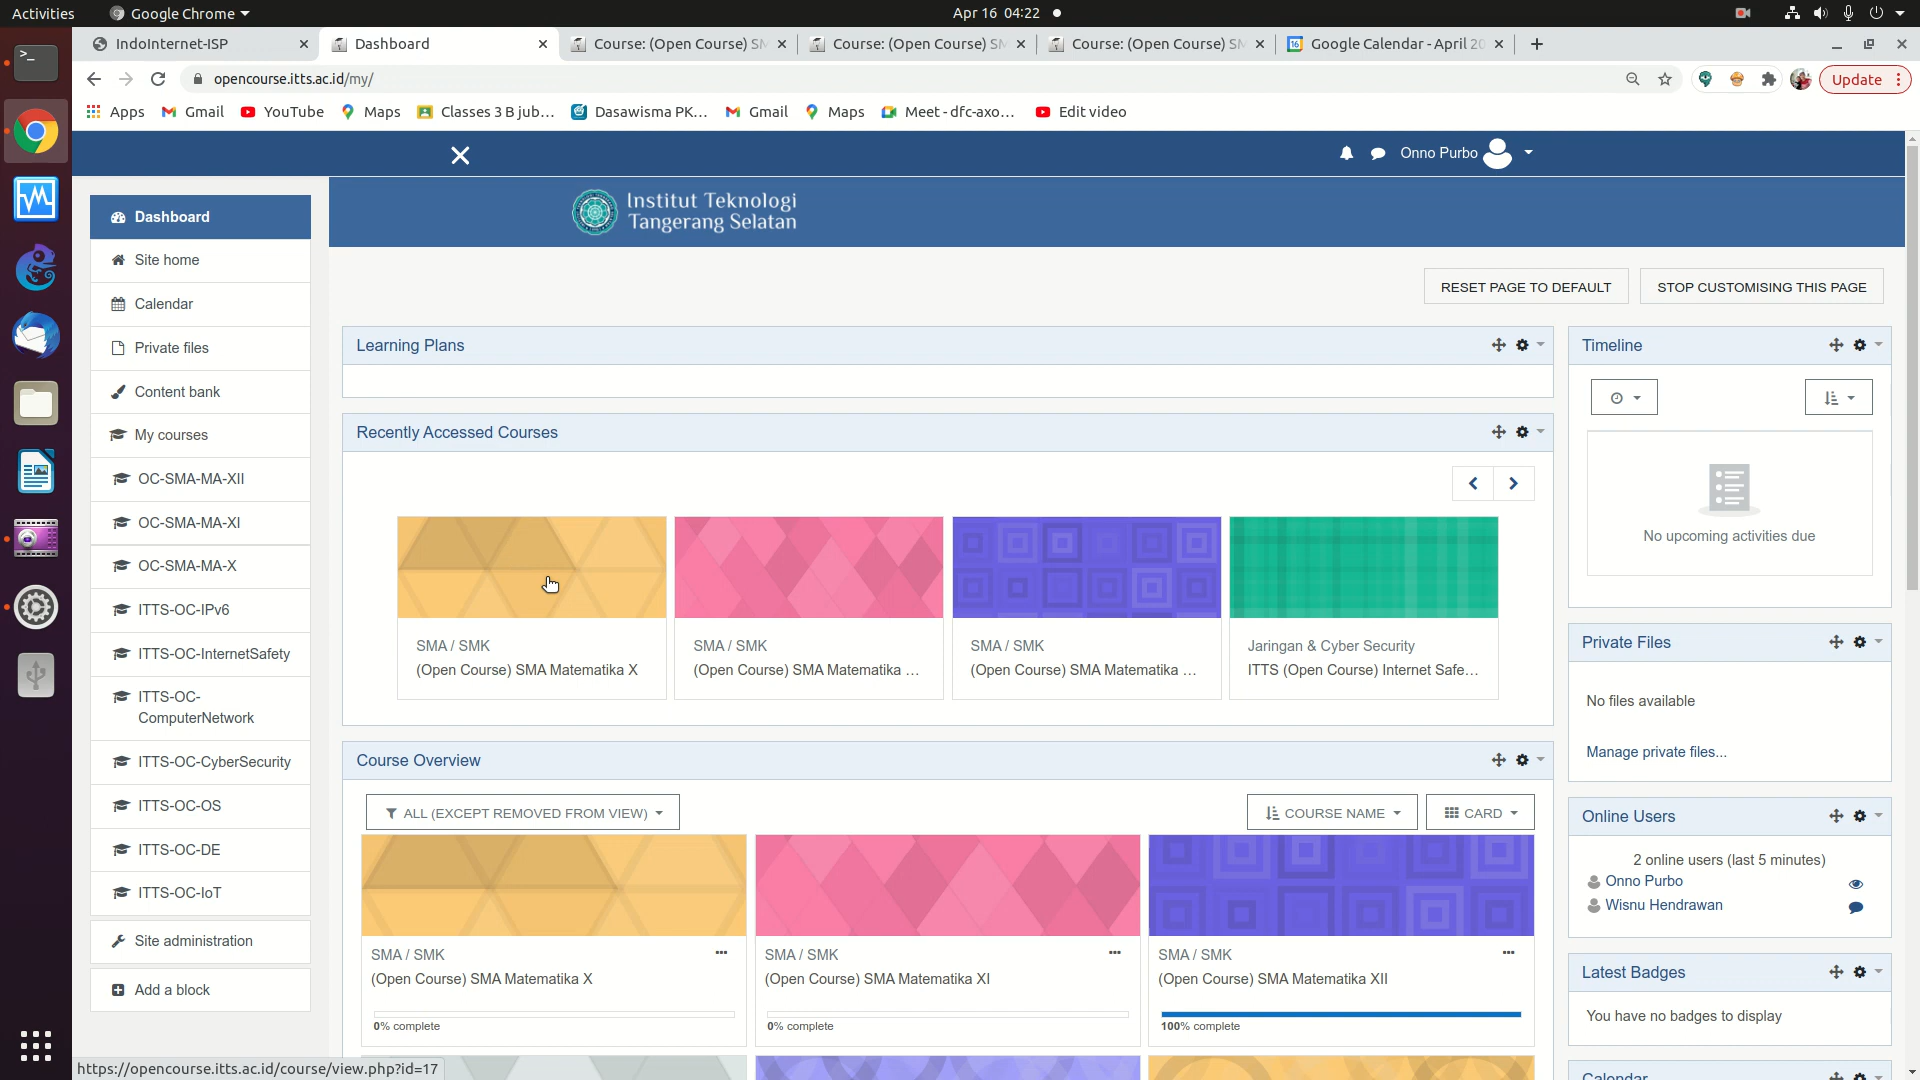 Activities
Google Chrome
Apr 16 04:22
IndoInternet-ISP
Dashboard
Course: (Open Course) SM
Course: (Open Course) SM
Course: (Open Course) SM
Google Calendar - April 20
opencourse.itts.ac.id/my/
Update
Apps
Gmail
YouTube
Maps
Classes 3 B jub...
Dasawisma PK...
Gmail
Maps
Meet - dfc-axo...
Edit video
Onno Purbo
Institut Teknologi
Tangerang Selatan
Dashboard
Site home
Calendar
Private files
Content bank
My courses
OC-SMA-MA-XII
OC-SMA-MA-XI
OC-SMA-MA-X
ITTS-OC-IPv6
ITTS-OC-InternetSafety
ITTS-OC-
ComputerNetwork
ITTS-OC-CyberSecurity
ITTS-OC-OS
ITTS-OC-DE
ITTS-OC-IoT
Site administration
Add a block
RESET PAGE TO DEFAULT
STOP CUSTOMISING THIS PAGE
Learning Plans
Recently Accessed Courses
SMA / SMK
(Open Course) SMA Matematika X
SMA / SMK
(Open Course) SMA Matematika ...
SMA / SMK
(Open Course) SMA Matematika ...
Jaringan & Cyber Security
ITTS (Open Course) Internet Safe...
Course Overview
ALL (EXCEPT REMOVED FROM VIEW)
COURSE NAME
CARD
SMA / SMK
(Open Course) SMA Matematika X
0% complete
SMA / SMK
(Open Course) SMA Matematika XI
0% complete
SMA / SMK
(Open Course) SMA Matematika XII
100% complete
Timeline
No upcoming activities due
Private Files
No files available
Manage private files...
Online Users
2 online users (last 5 minutes)
Onno Purbo
Wisnu Hendrawan
Latest Badges
You have no badges to display
Calendar
https://opencourse.itts.ac.id/course/view.php?id=17